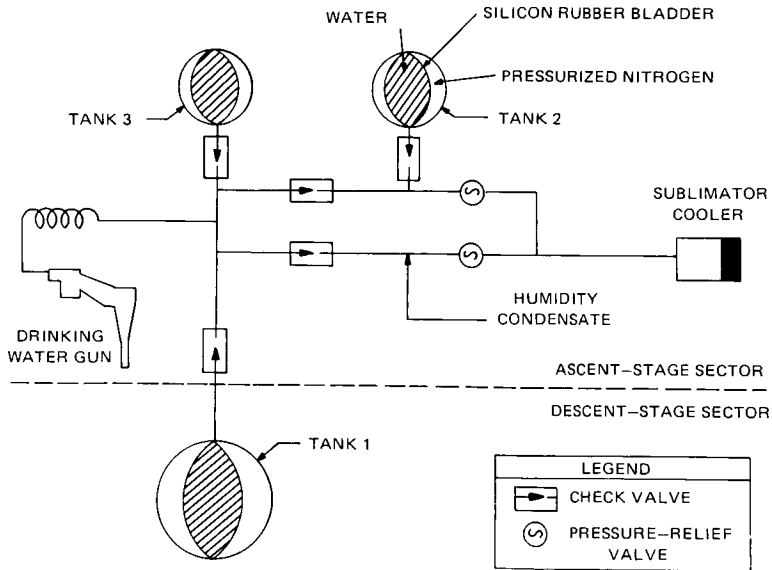 WATER
SILICON RUBBER BLADDER
PRESSURIZED NITROGEN
TANK 3
TANK 2
SUBLIMATOR
COOLER
S
S
HUMIDITY
CONDENSATE
DRINKING
WATER GUN
ASCENT–STAGE SECTOR
DESCENT–STAGE SECTOR
TANK 1
LEGEND
CHECK VALVE
S PRESSURE–RELIEF
VALVE